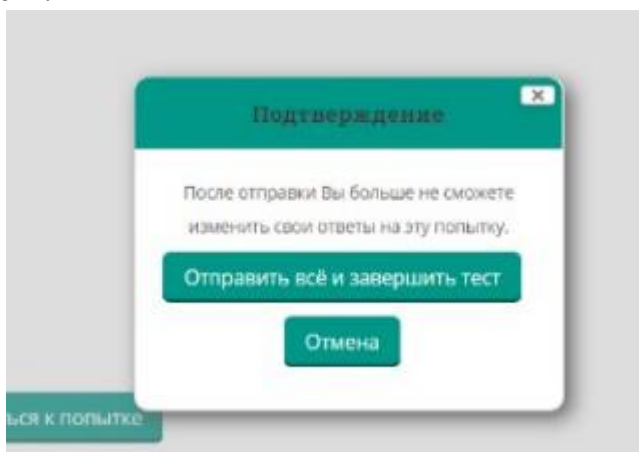 Подтверждение
После отправки Вы больше не сможете
изменить свои ответы на эту попытку.
Отправить всё и завершить тест
Отмена
ься к попытке